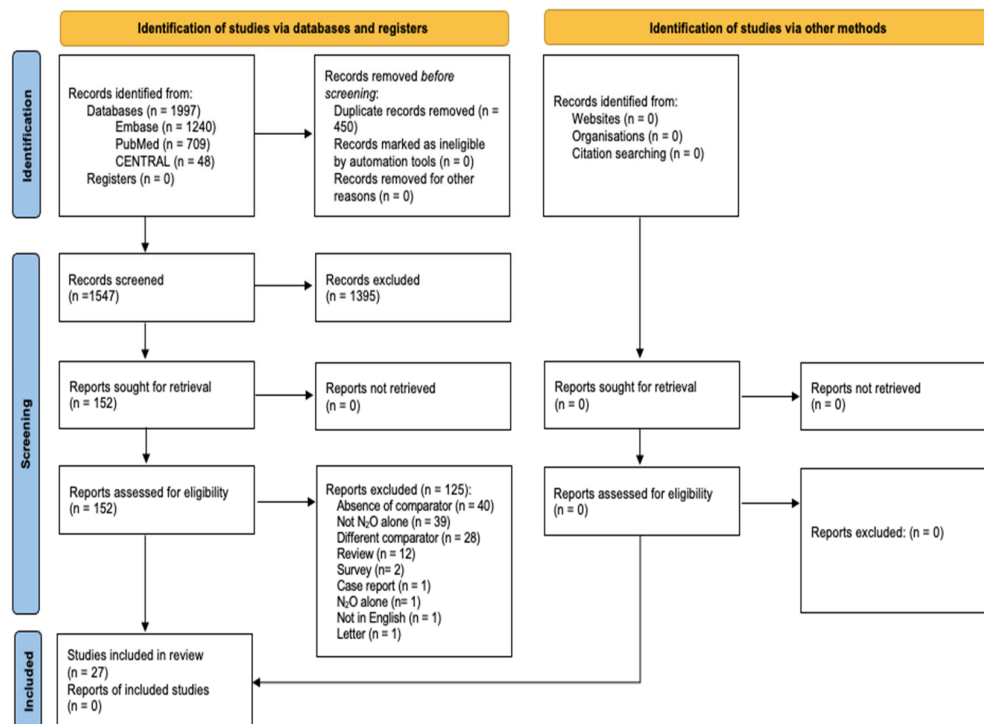 Identification of studies via databases and registers
Identification of studies via other methods
Identification
Records identified from:
Databases (n = 1997)
Embase (n = 1240)
PubMed (n = 709)
CENTRAL (n = 48)
Registers (n = 0)
Records removed before
screening:
Duplicate records removed (n =
450)
Records marked as ineligible
by automation tools (n = 0)
Records removed for other
reasons (n = 0)
Records identified from:
Websites (n = 0)
Organisations (n = 0)
Citation searching (n = 0)
Screening
Records screened
(n =1547)
Records excluded
(n = 1395)
Reports sought for retrieval
(n = 152)
Reports not retrieved
(n = 0)
Reports sought for retrieval
(n = 0)
Reports not retrieved
(n = 0)
Reports assessed for eligibility
(n = 152)
Reports excluded (n = 125):
Absence of comparator (n = 40)
Not N₂O alone (n = 39)
Different comparator (n = 28)
Review (n = 12)
Survey (n= 2)
Case report (n = 1)
N₂O alone (n= 1)
Not in English (n = 1)
Letter (n = 1)
Reports assessed for eligibility
(n = 0)
Reports excluded: (n = 0)
Included
Studies included in review
(n = 27)
Reports of included studies
(n = 0)